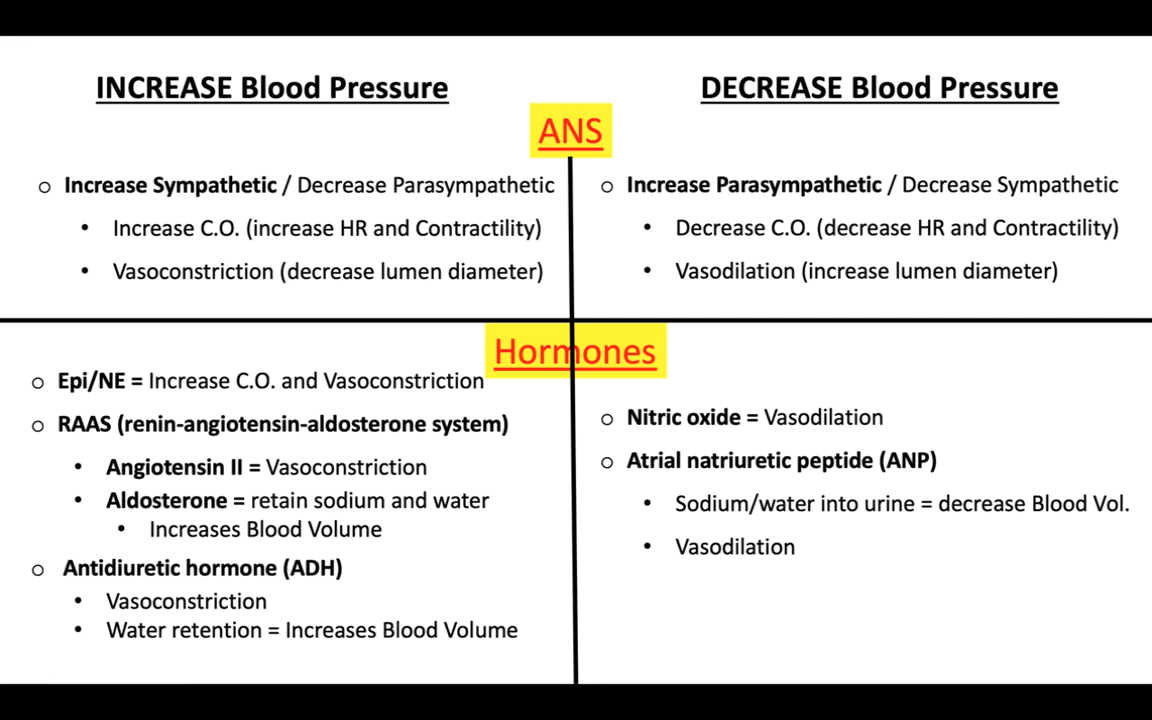 INCREASE Blood Pressure
DECREASE Blood Pressure
ANS
○ Increase Sympathetic / Decrease Parasympathetic
• Increase C.O. (increase HR and Contractility)
• Vasoconstriction (decrease lumen diameter)
○ Increase Parasympathetic / Decrease Sympathetic
• Decrease C.O. (decrease HR and Contractility)
• Vasodilation (increase lumen diameter)
Hormones
○ Epi/NE = Increase C.O. and Vasoconstriction
○ RAAS (renin-angiotensin-aldosterone system)
• Angiotensin II = Vasoconstriction
• Aldosterone = retain sodium and water
• Increases Blood Volume
○ Antidiuretic hormone (ADH)
• Vasoconstriction
• Water retention = Increases Blood Volume
○ Nitric oxide = Vasodilation
○ Atrial natriuretic peptide (ANP)
• Sodium/water into urine = decrease Blood Vol.
• Vasodilation